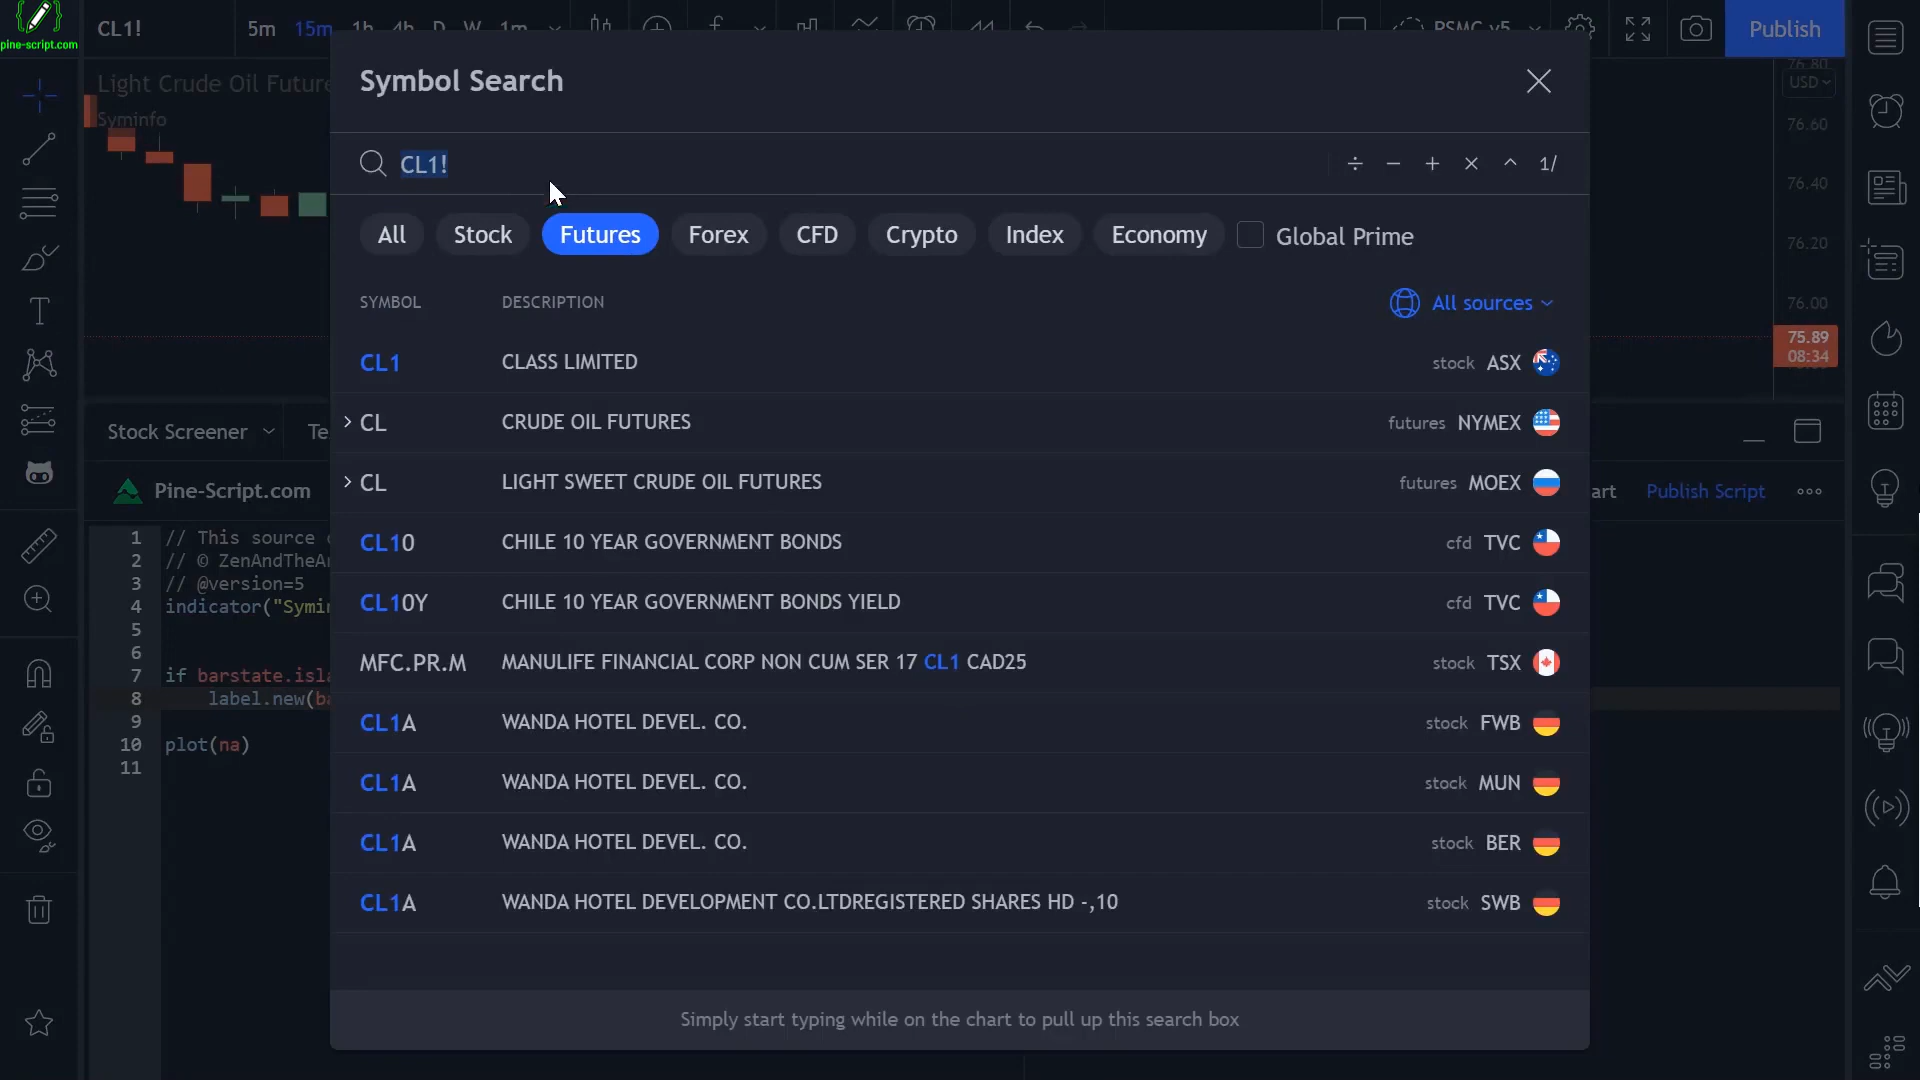 pine-script.com
CL1!
5m 15m 1h 4h D W 1m
RSMC v5
Publish
Light Crude Oil Future
Syminfo
Symbol Search
CL1!
÷ − + × ^ 1/
All Stock Futures Forex CFD Crypto Index Economy Global Prime
SYMBOL DESCRIPTION All sources
CL1 CLASS LIMITED stock ASX
CL CRUDE OIL FUTURES futures NYMEX
CL LIGHT SWEET CRUDE OIL FUTURES futures MOEX
CL10 CHILE 10 YEAR GOVERNMENT BONDS cfd TVC
CL10Y CHILE 10 YEAR GOVERNMENT BONDS YIELD cfd TVC
MFC.PR.M MANULIFE FINANCIAL CORP NON CUM SER 17 CL1 CAD25 stock TSX
CL1A WANDA HOTEL DEVEL. CO. stock FWB
CL1A WANDA HOTEL DEVEL. CO. stock MUN
CL1A WANDA HOTEL DEVEL. CO. stock BER
CL1A WANDA HOTEL DEVELOPMENT CO.LTDREGISTERED SHARES HD -,10 stock SWB
Simply start typing while on the chart to pull up this search box
76.80
USD
76.60
76.40
76.20
76.00
75.89
08:34
Stock Screener Te
Pine-Script.com
art Publish Script
1 // This source
2 // © ZenAndTheAr
3 // @version=5
4 indicator("Symin
5
6
7 if barstate.isla
8 label.new(ba
9
10 plot(na)
11